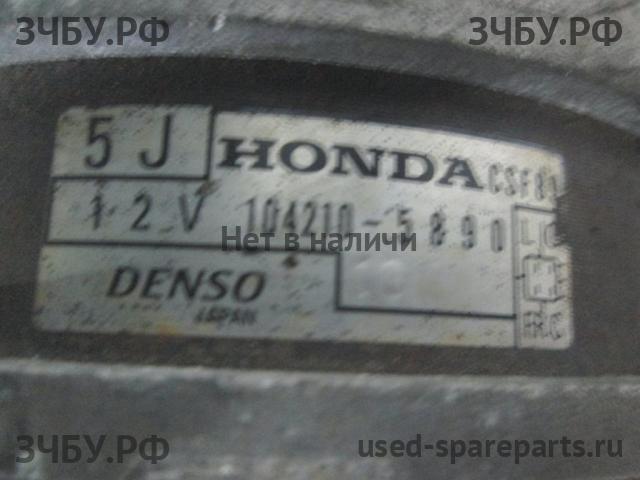 ЗЧБУ.РФ ЗЧБУ.РФ
5J HONDA CSF8
12V 104210-5890
Нет в наличи
DENSO
JAPAN
ЗЧБУ.РФ used-spareparts.ru